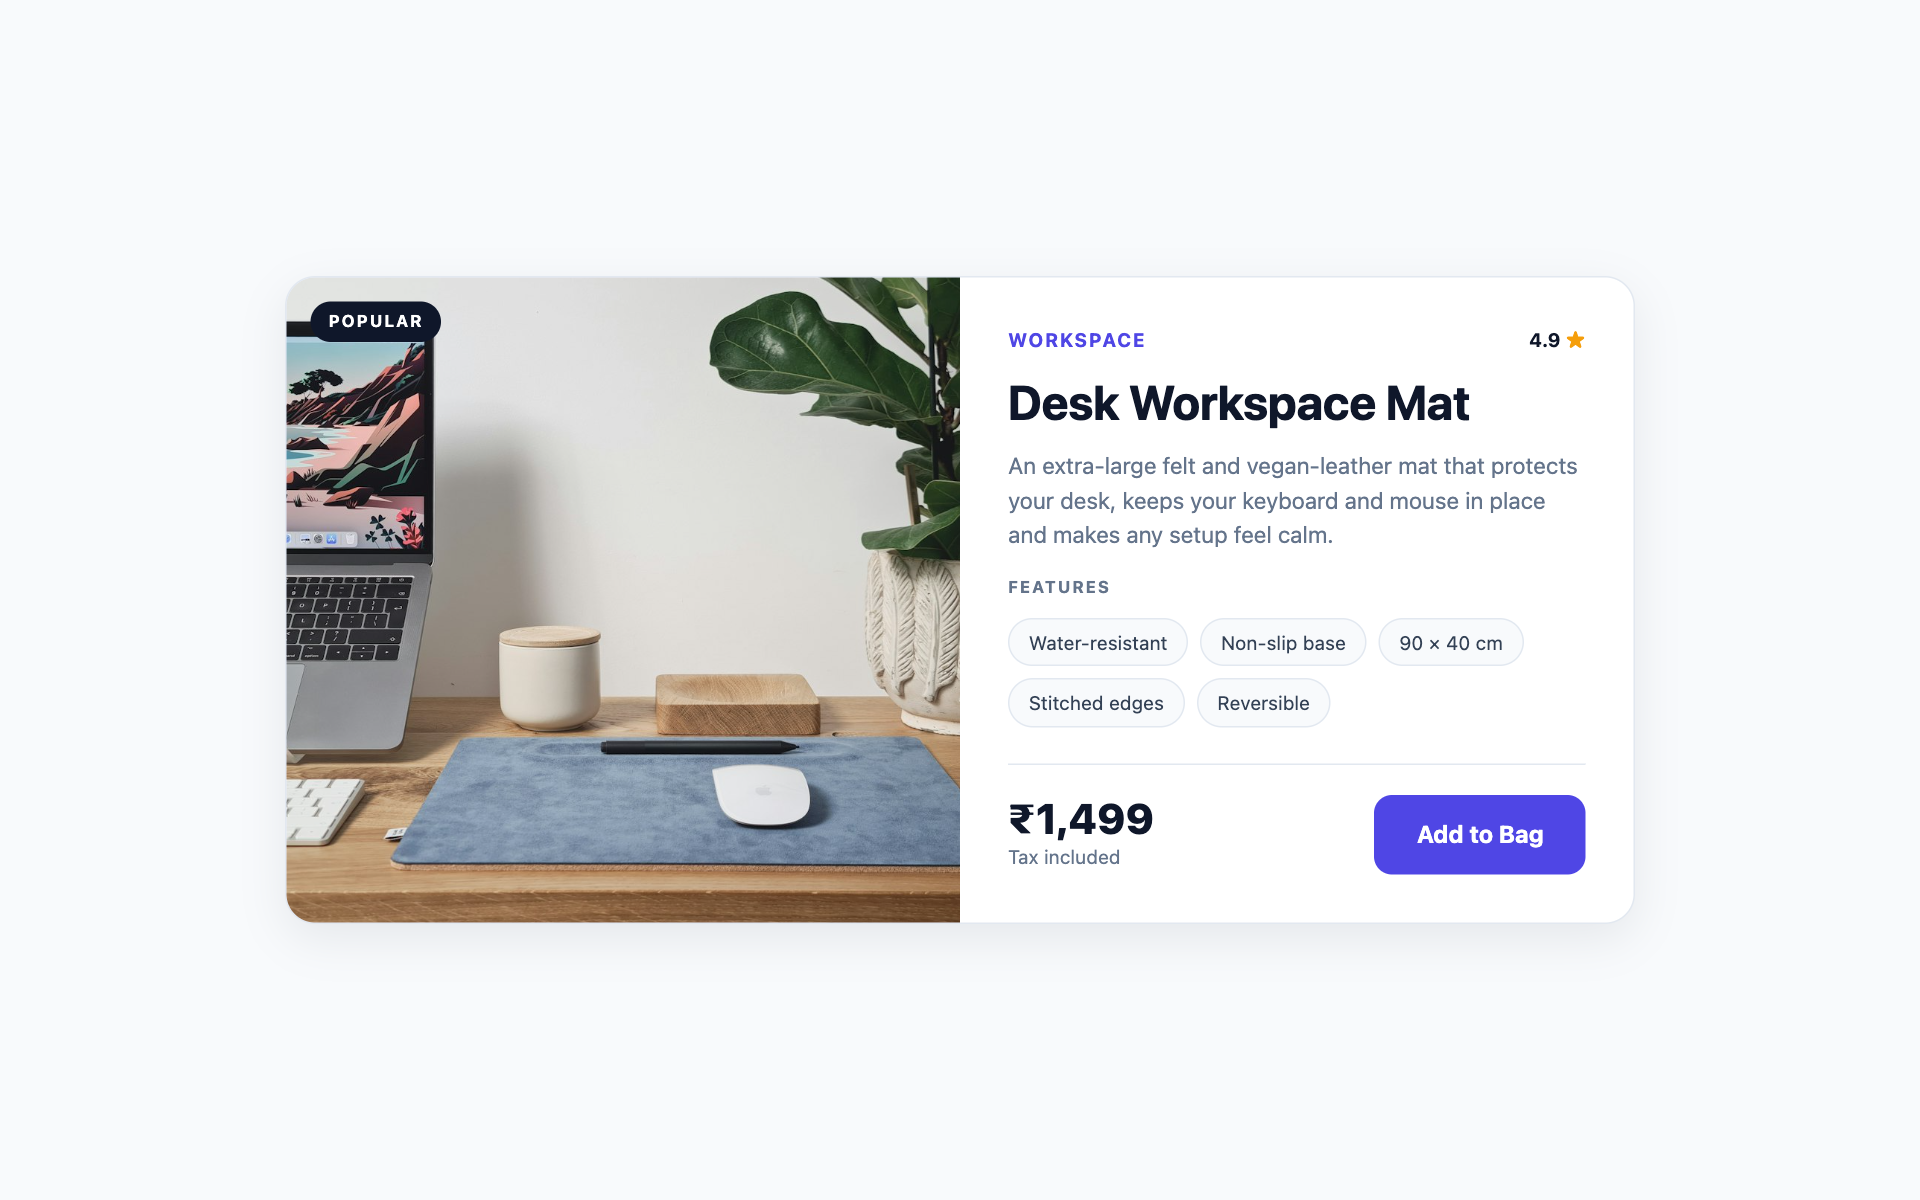 POPULAR
WORKSPACE
4.9 ★
Desk Workspace Mat
An extra-large felt and vegan-leather mat that protects
your desk, keeps your keyboard and mouse in place
and makes any setup feel calm.
FEATURES
Water-resistant
Non-slip base
90 × 40 cm
Stitched edges
Reversible
₹1,499
Tax included
Add to Bag